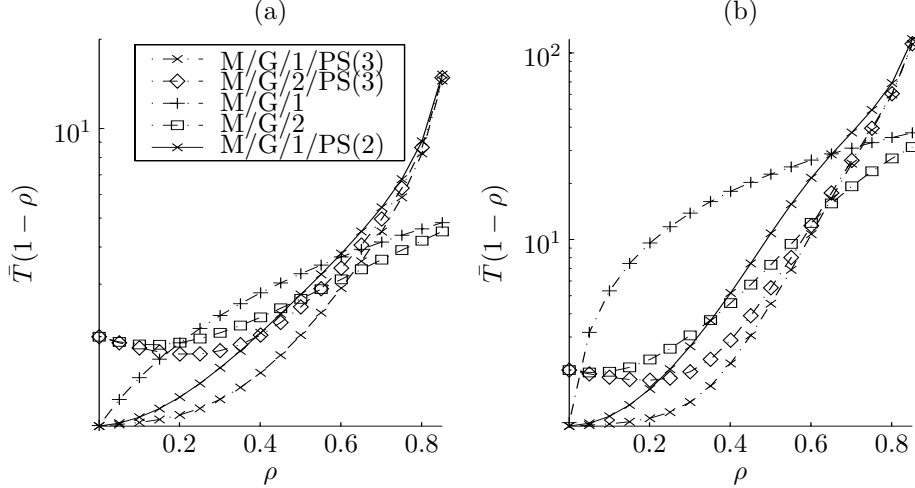 (a)
M/G/1/PS(3)
M/G/2/PS(3)
M/G/1
M/G/2
M/G/1/PS(2)
10^1
T̄(1 − ρ)
0.2 0.4 0.6 0.8
ρ
(b)
10^2
10^1
T̄(1 − ρ)
0.2 0.4 0.6 0.8
ρ